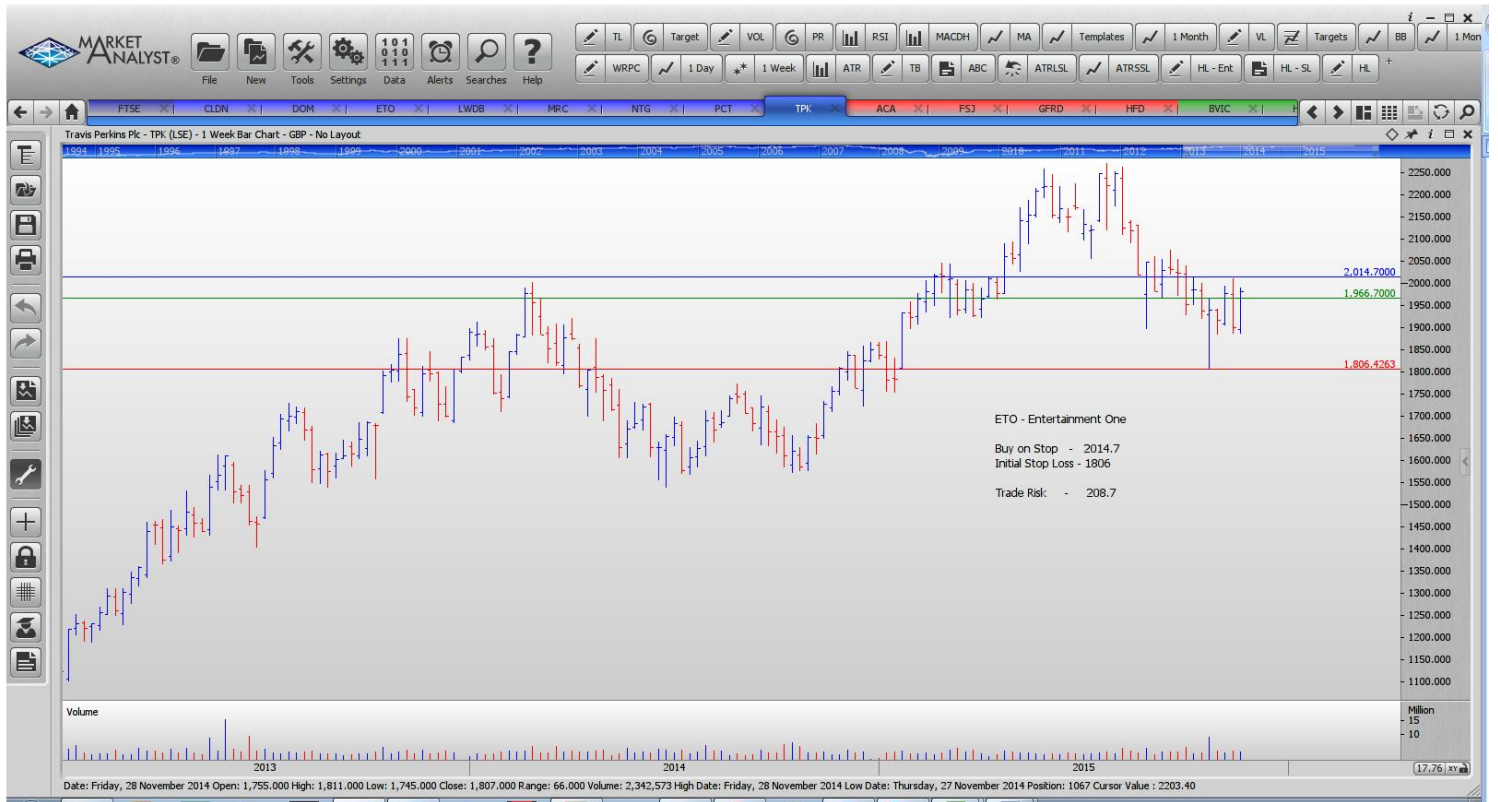 i
MARKET ANALYST®
File New Tools Settings Data Alerts Searches Help
101
010
111
TL Target VOL PR RSI MACDH MA Templates 1 Month VL Targets BB 1 Mon
WRPC 1 Day 1 Week ATR TB ABC ATRLSL ATRSSL HL - Ent HL - SL HL
FTSE CLDN DOM ETO LWDB MRC NTG PCT TPK ACA FSJ GFRD HFD BVIC
Travis Perkins Plc - TPK (LSE) - 1 Week Bar Chart - GBP - No Layout
1994 1995 1996 1997 1998 1999 2000 2001 2002 2003 2004 2005 2006 2007 2008 2009 2010 2011 2012 2013 2014 2015
2250.000
2200.000
2150.000
2100.000
2050.000
2,014.7000
2000.000
1,966.7000
1950.000
1900.000
1850.000
1,806.4263
1800.000
1750.000
1700.000
1650.000
1600.000
1550.000
1500.000
1450.000
1400.000
1350.000
1300.000
1250.000
1200.000
1150.000
1100.000
ETO - Entertainment One
Buy on Stop - 2014.7
Initial Stop Loss - 1806
Trade Risk - 208.7
Volume
Million
15
10
2013 2014 2015
17.76 XY
Date: Friday, 28 November 2014 Open: 1,755.000 High: 1,811.000 Low: 1,745.000 Close: 1,807.000 Range: 66.000 Volume: 2,342,573 High Date: Friday, 28 November 2014 Low Date: Thursday, 27 November 2014 Position: 1067 Cursor Value : 2203.40